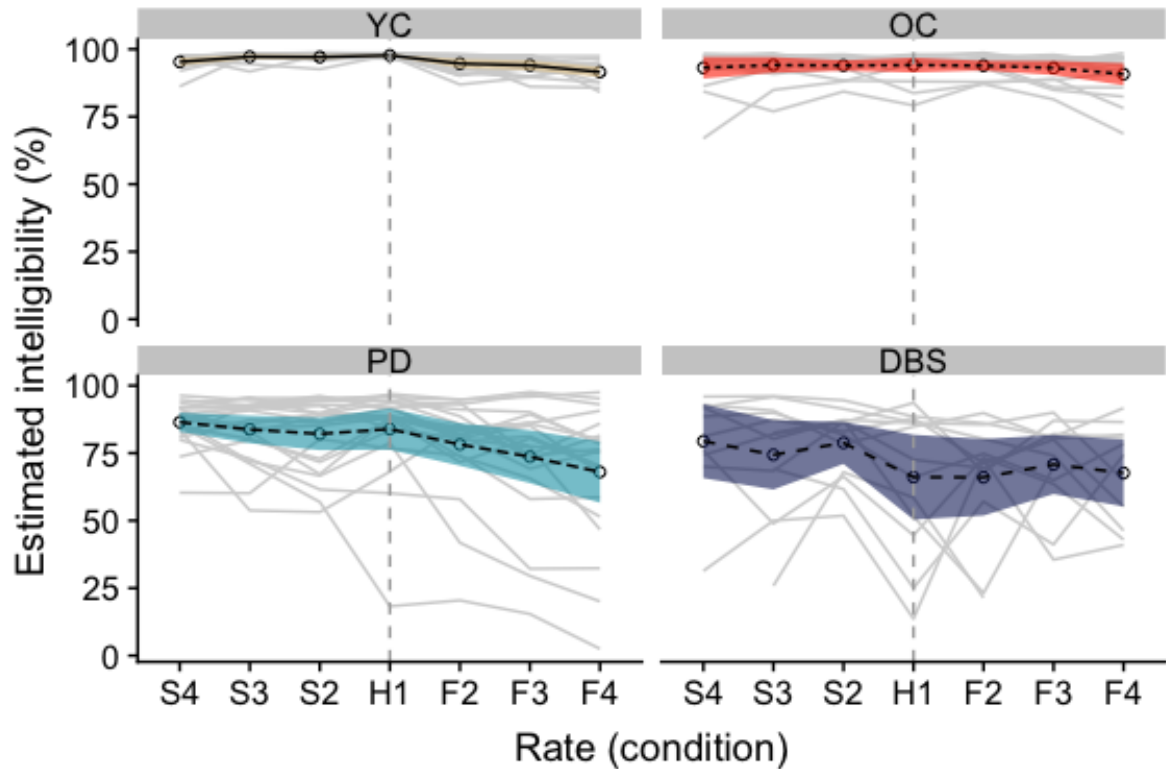 YC
OC
100
75
50
25
0
PD
DBS
100
75
50
25
0
S4 S3 S2 H1 F2 F3 F4
S4 S3 S2 H1 F2 F3 F4
Rate (condition)
Estimated intelligibility (%)